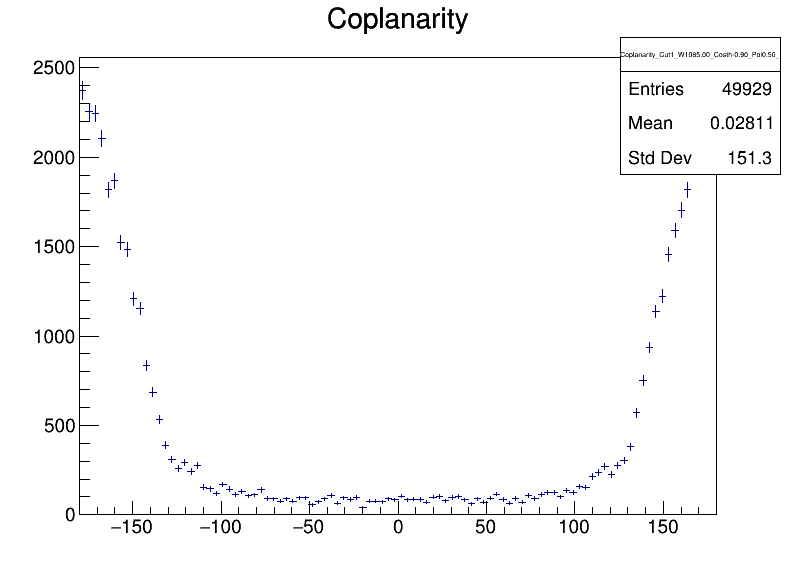 Coplanarity
Coplanarity_Cut1_W1085.00_Costh-0.90_Pol0.50_
Entries 49929
Mean 0.02811
Std Dev 151.3
2500
2000
1500
1000
500
0
−150 −100 −50 0 50 100 150